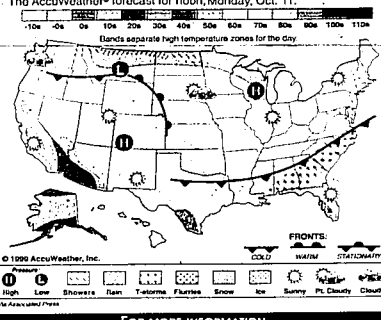 The AccuWeather® forecast for noon, Monday, Oct. 11.
-10s -0s 0s 10s 20s 30s 40s 50s 60s 70s 80s 90s 100s 110s
Bands separate high temperature zones for the day.
L
H
H
© 1999 AccuWeather, Inc.
FRONTS:
COLD WARM STATIONARY
Pressure
H L
High Low Showers Rain T-storms Flurries Snow Ice Sunny Pt. Cloudy Cloudy
Via Associated Press
FOR MORE INFORMATION